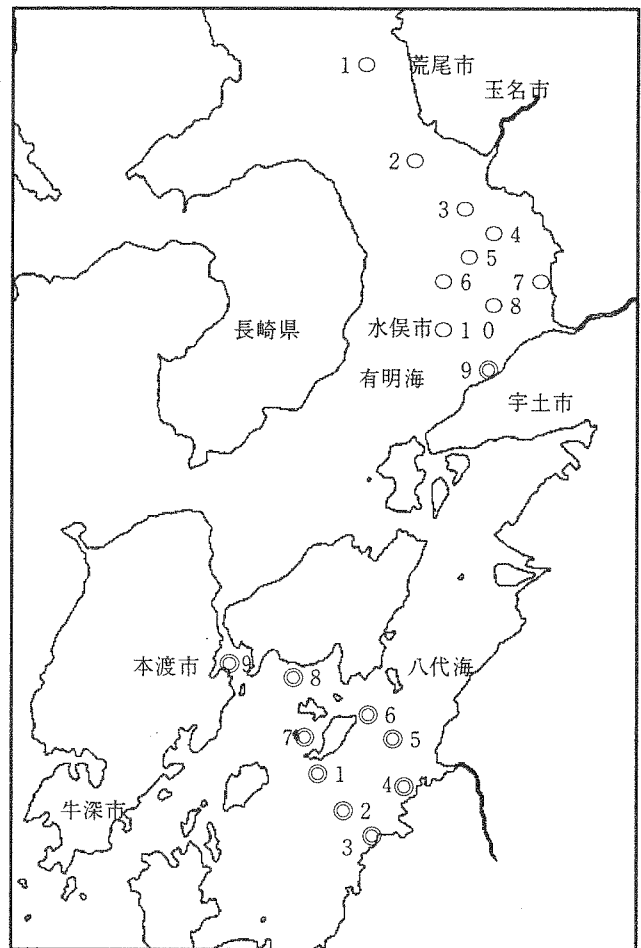 1 荒尾市
玉名市
2
3
4
5
6 7
8
長崎県 水俣市 10
有明海 9
宇土市
本渡市 9 八代海
8
6
7 5
1 4
牛深市 2
3